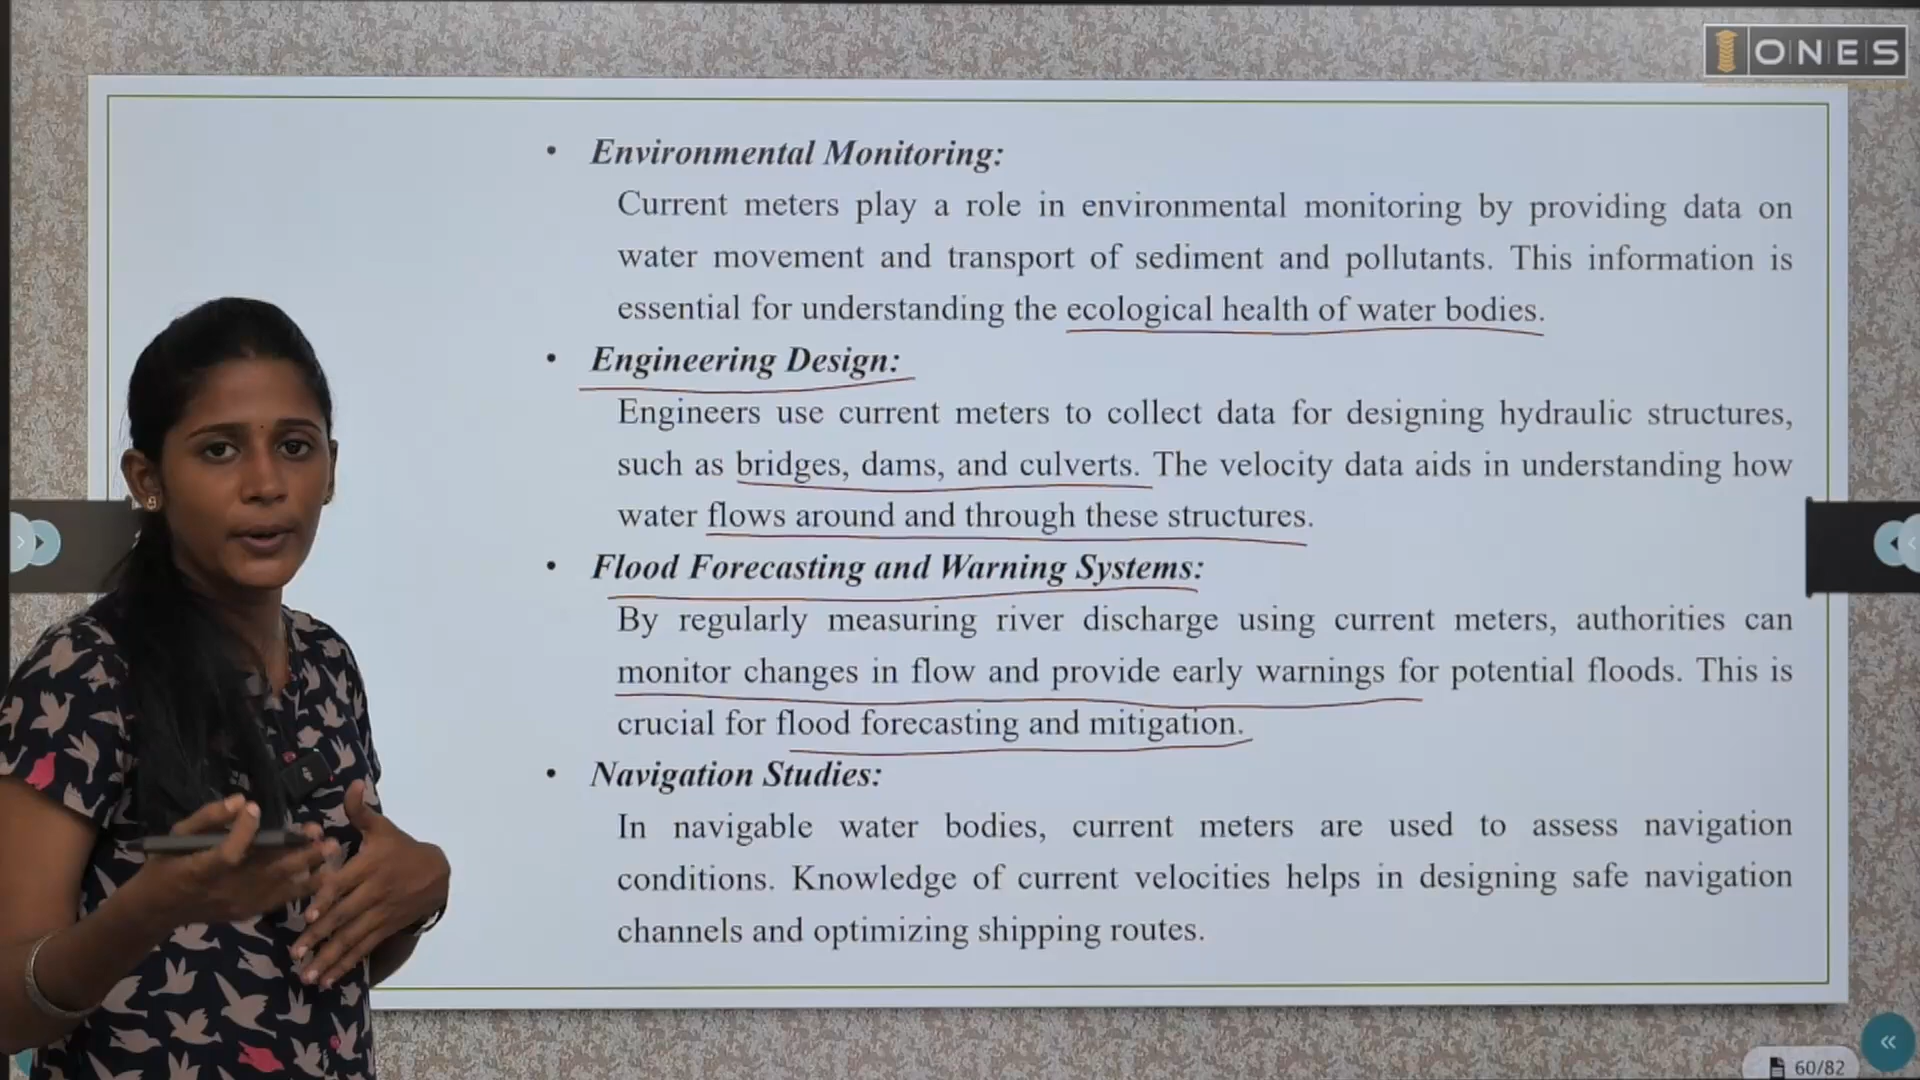 ONES
• Environmental Monitoring:
Current meters play a role in environmental monitoring by providing data on
water movement and transport of sediment and pollutants. This information is
essential for understanding the ecological health of water bodies.
• Engineering Design:
Engineers use current meters to collect data for designing hydraulic structures,
such as bridges, dams, and culverts. The velocity data aids in understanding how
water flows around and through these structures.
• Flood Forecasting and Warning Systems:
By regularly measuring river discharge using current meters, authorities can
monitor changes in flow and provide early warnings for potential floods. This is
crucial for flood forecasting and mitigation.
• Navigation Studies:
In navigable water bodies, current meters are used to assess navigation
conditions. Knowledge of current velocities helps in designing safe navigation
channels and optimizing shipping routes.
60/82